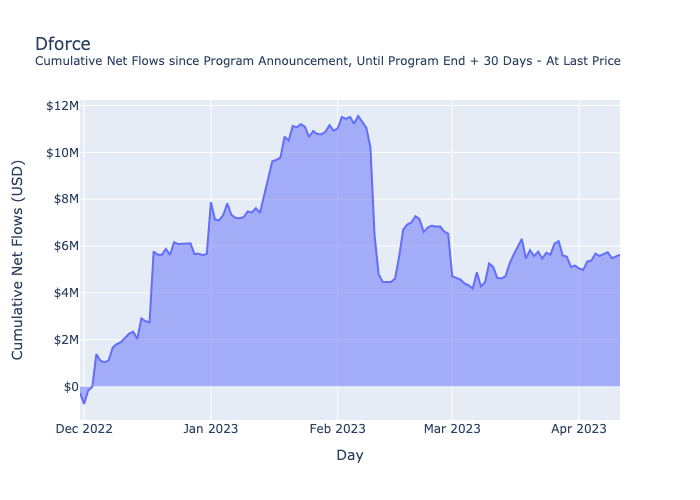 Dforce
Cumulative Net Flows since Program Announcement, Until Program End + 30 Days - At Last Price
$12M
$10M
$8M
$6M
$4M
$2M
$0
Cumulative Net Flows (USD)
Dec 2022 Jan 2023 Feb 2023 Mar 2023 Apr 2023
Day